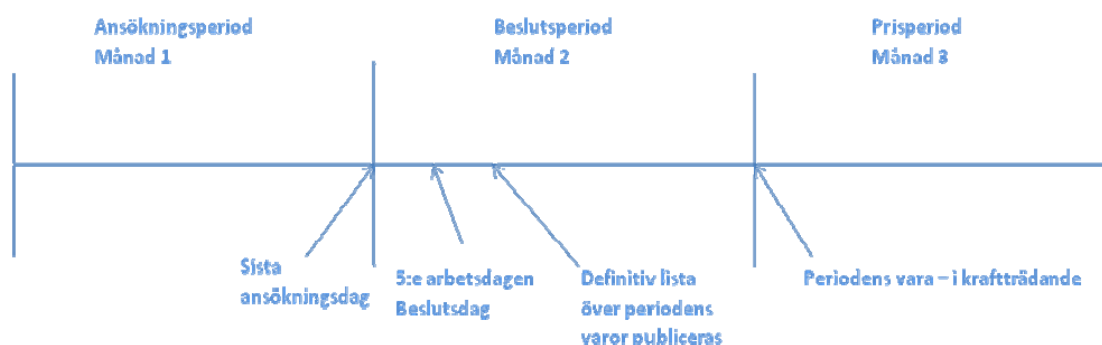 Ansökningsperiod
Månad 1
Beslutsperiod
Månad 2
Prisperiod
Månad 3
Sista
ansökningsdag
5:e arbetsdagen
Beslutsdag
Definitiv lista
över periodens
varor publiceras
Periodens vara – i kraftträdande